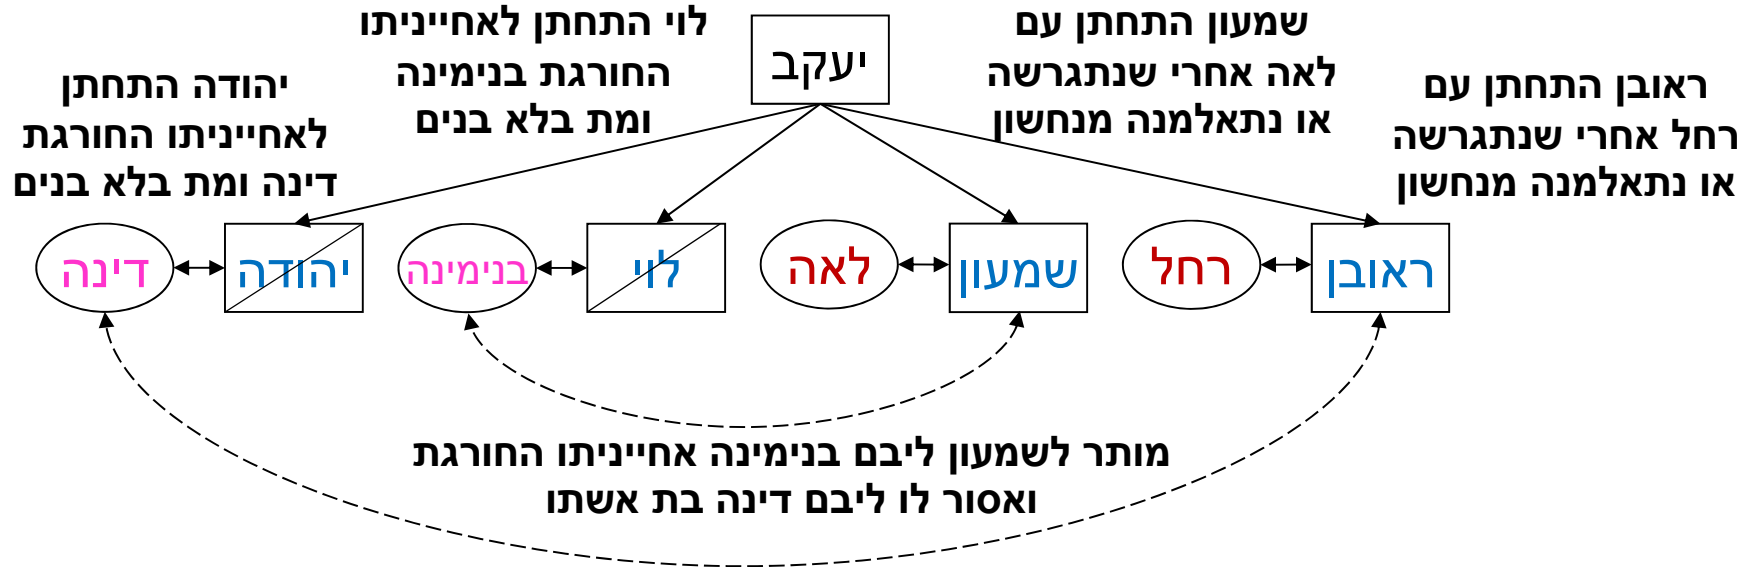 ראובן התחתן עם
רחל אחרי שנתגרשה
או נתאלמנה מנחשון
שמעון התחתן עם
לאה אחרי שנתגרשה
או נתאלמנה מנחשון
יעקב
לוי התחתן לאחייניתו
החורגת בנימינה
ומת בלא בנים
יהודה התחתן
לאחייניתו החורגת
דינה ומת בלא בנים
ראובן
רחל
שמעון
לאה
לוי
בנימינה
יהודה
דינה
מותר לשמעון ליבם בנימינה אחייניתו החורגת
ואסור לו ליבם דינה בת אשתו